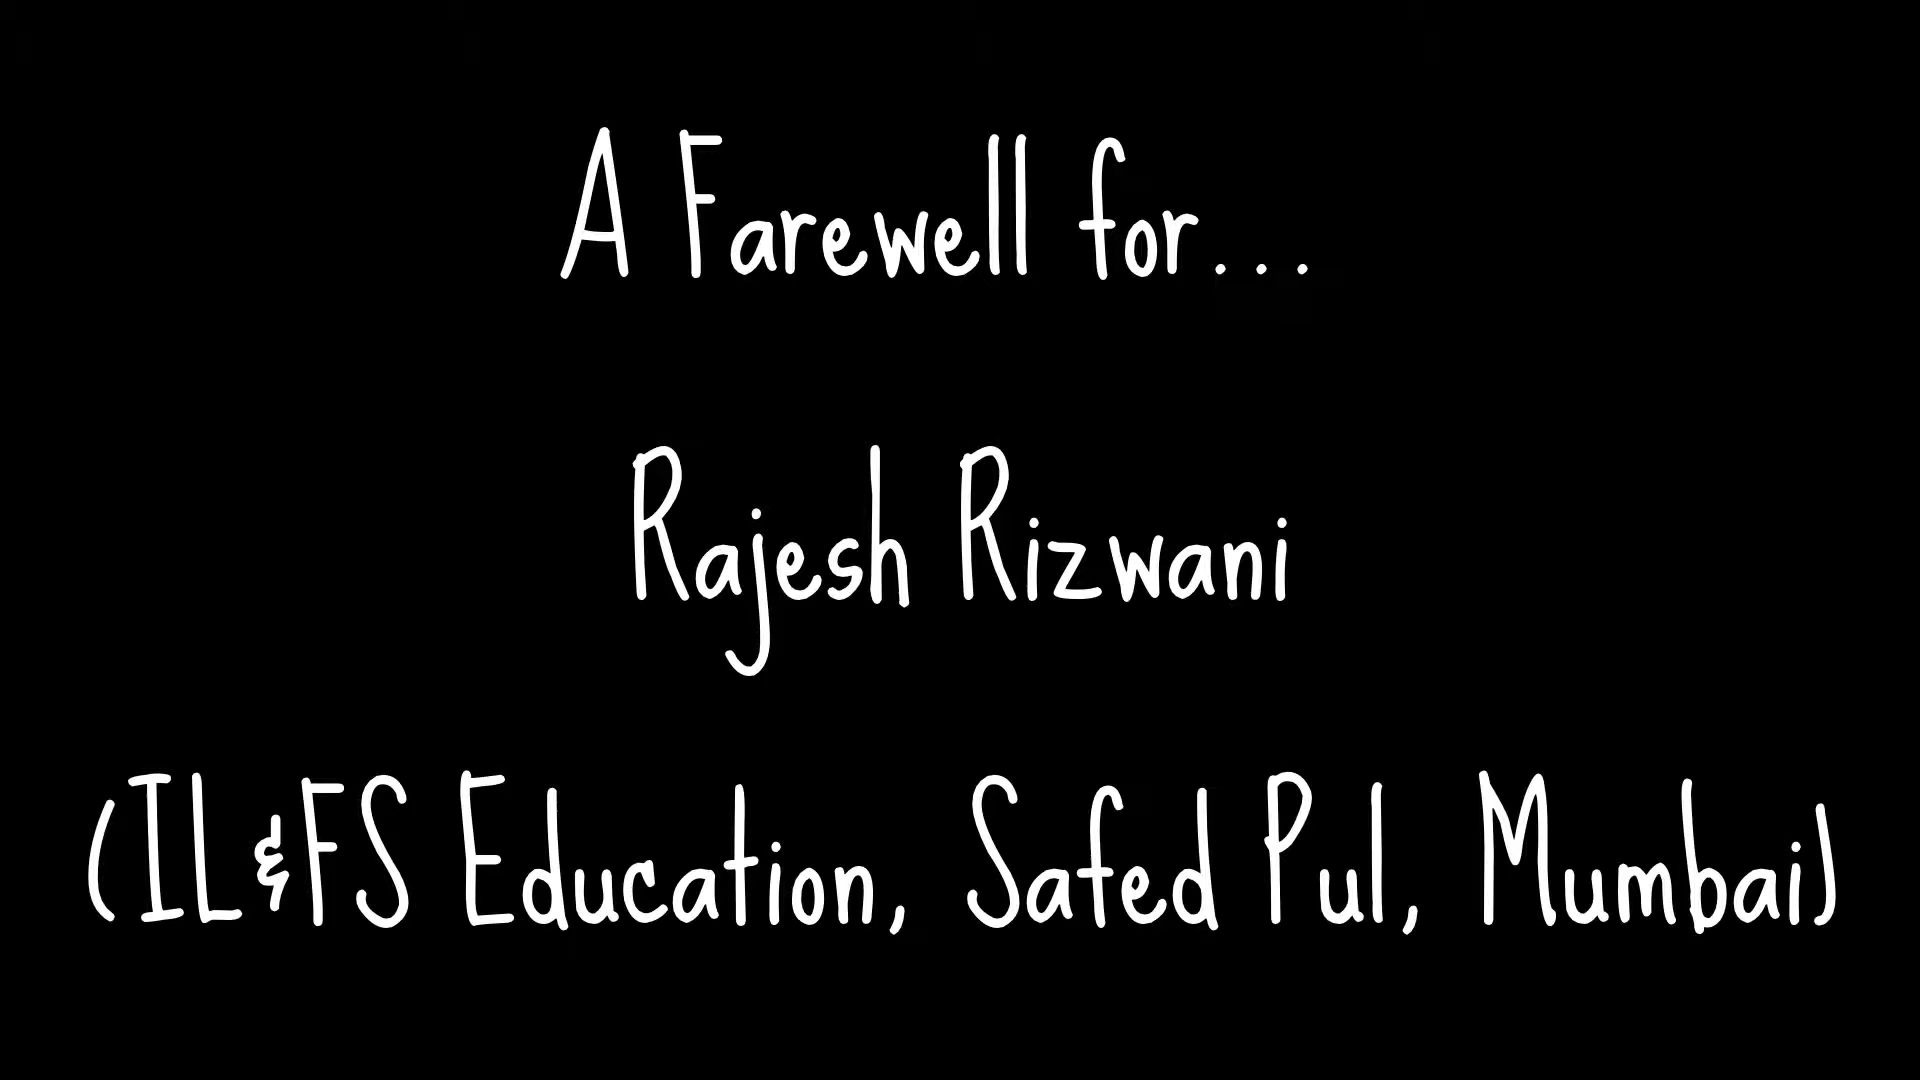 A Farewell for...
Rajesh Rizwani
(IL&FS Education, Safed Pul, Mumbai)